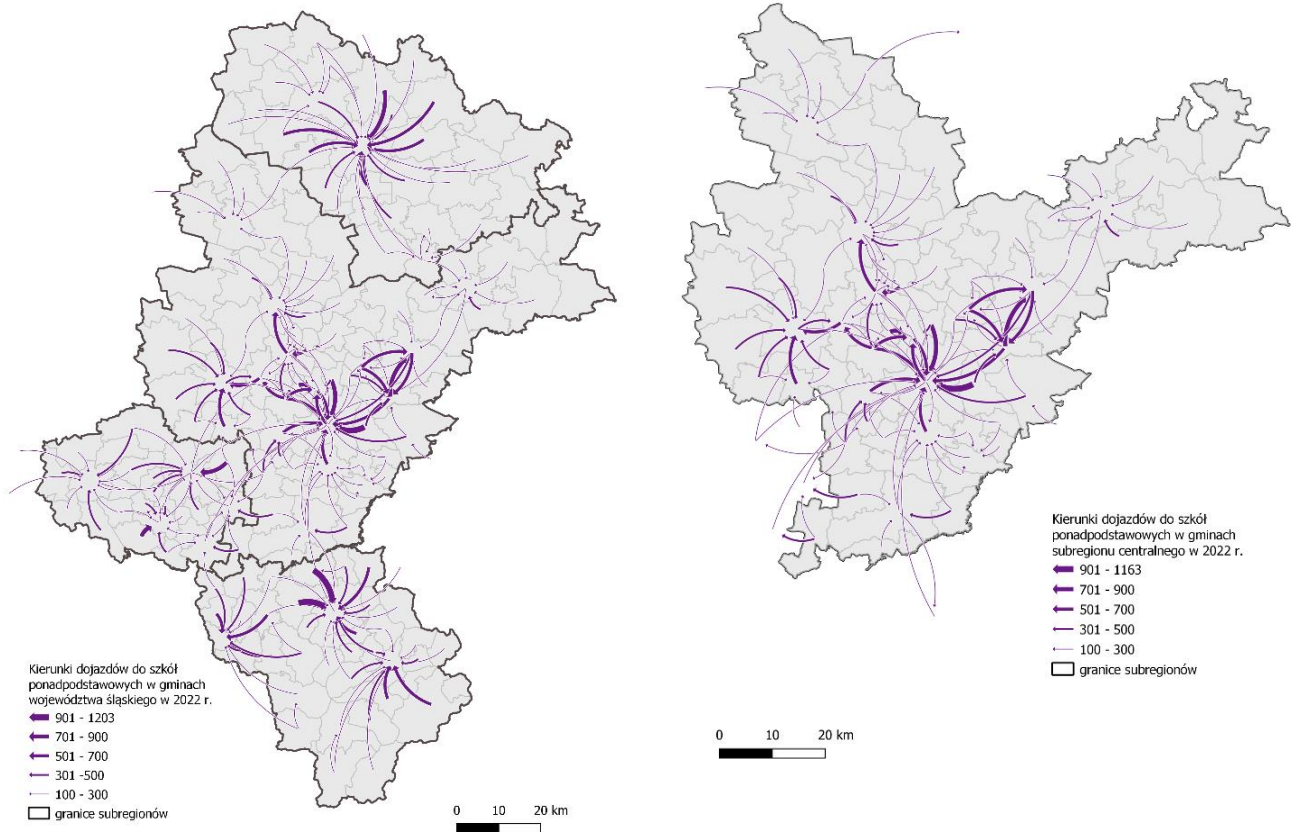 Kierunki dojazdów do szkół
ponadpodstawowych w gminach
województwa śląskiego w 2022 r.
901 - 1203
701 - 900
501 - 700
301 -500
100 - 300
granice subregionów
0 10 20 km
Kierunki dojazdów do szkół
ponadpodstawowych w gminach
subregionu centralnego w 2022 r.
901 - 1163
701 - 900
501 - 700
301 - 500
100 - 300
granice subregionów
0 10 20 km